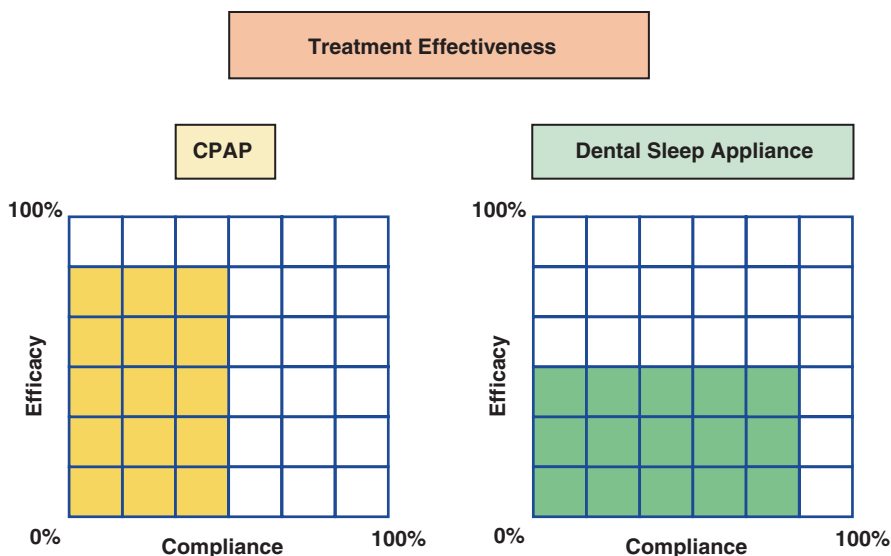 Treatment Effectiveness
CPAP
Dental Sleep Appliance
100%
Efficacy
0%
Compliance
100%
100%
Efficacy
0%
Compliance
100%